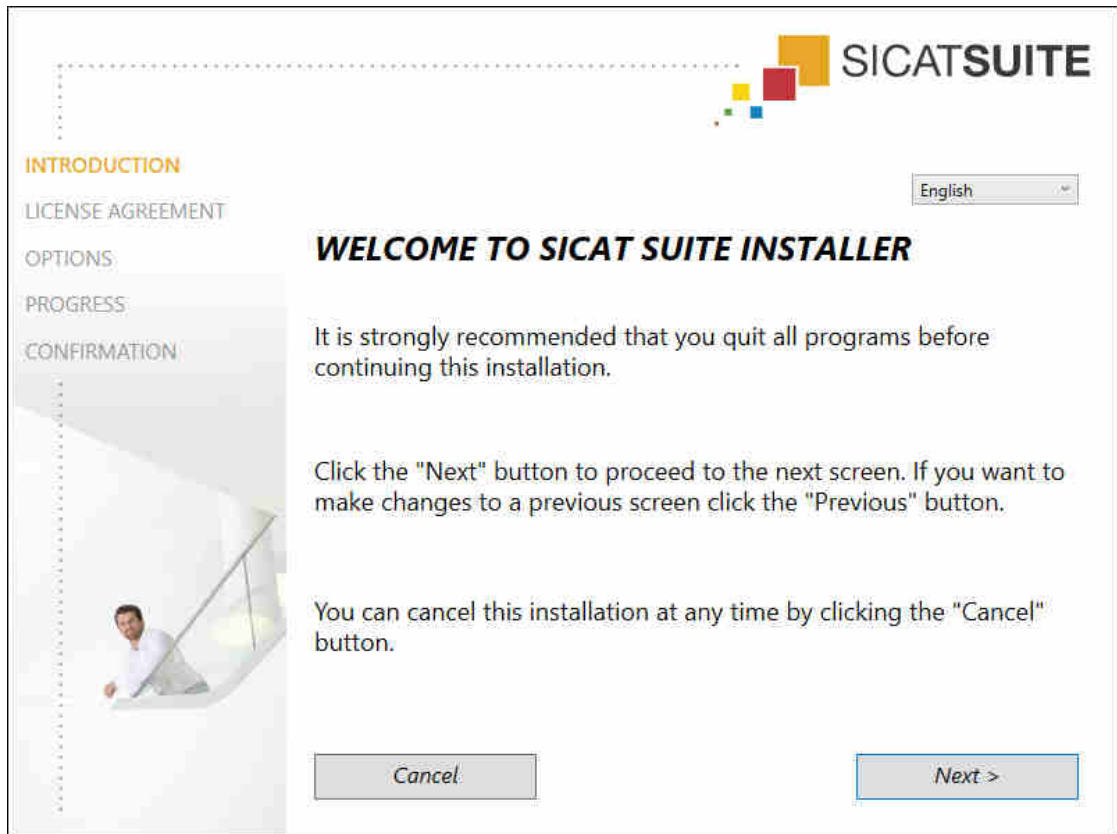 SICATSUITE
INTRODUCTION
LICENSE AGREEMENT
OPTIONS
PROGRESS
CONFIRMATION
English
WELCOME TO SICAT SUITE INSTALLER
It is strongly recommended that you quit all programs before
continuing this installation.
Click the "Next" button to proceed to the next screen. If you want to
make changes to a previous screen click the "Previous" button.
You can cancel this installation at any time by clicking the "Cancel"
button.
Cancel
Next >